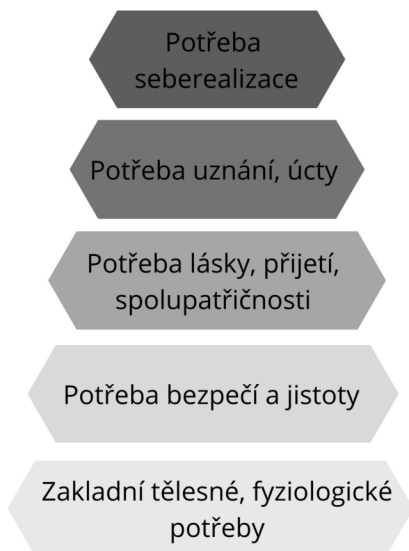 Potřeba
seberealizace
Potřeba uznání, úcty
Potřeba lásky, přijetí,
spolupatřičnosti
Potřeba bezpečí a jistoty
Zakladní tělesné, fyziologické
potřeby